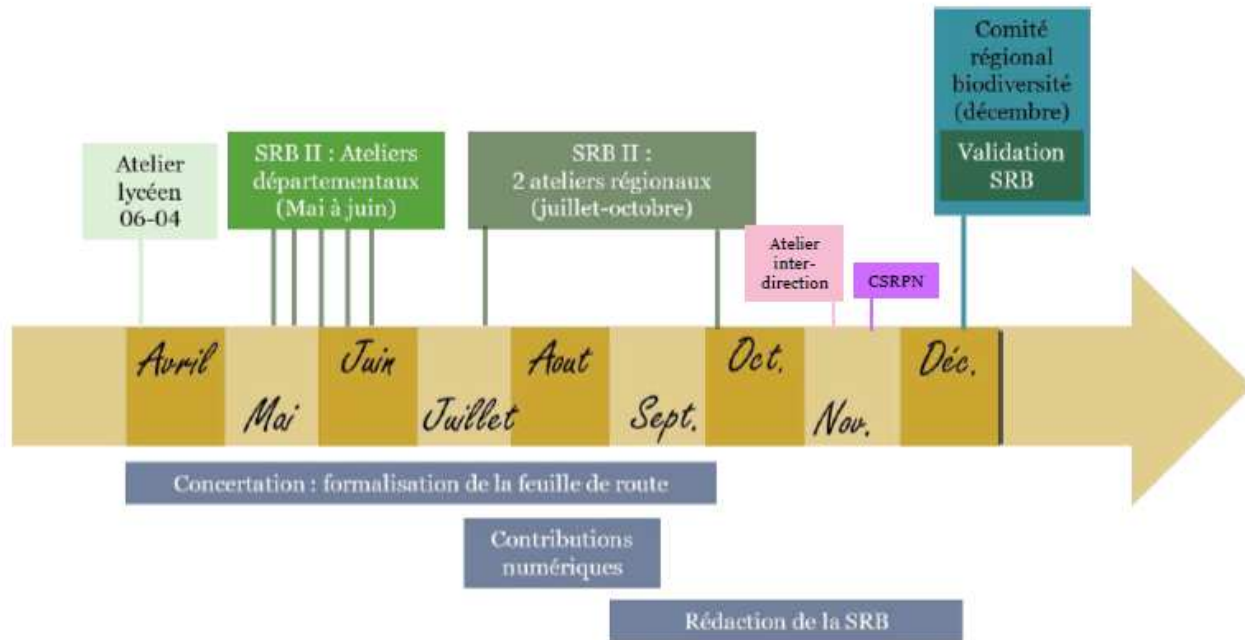 Comité
régional
biodiversité
(décembre)
Validation
SRB
Atelier
lycéen
06-04
SRB II : Ateliers
départementaux
(Mai à juin)
SRB II :
2 ateliers régionaux
(juillet-octobre)
Atelier
inter-
direction
CSRPN
Avril
Mai
Juin
Juillet
Aout
Sept.
Oct.
Nov.
Déc.
Concertation : formalisation de la feuille de route
Contributions
numériques
Rédaction de la SRB